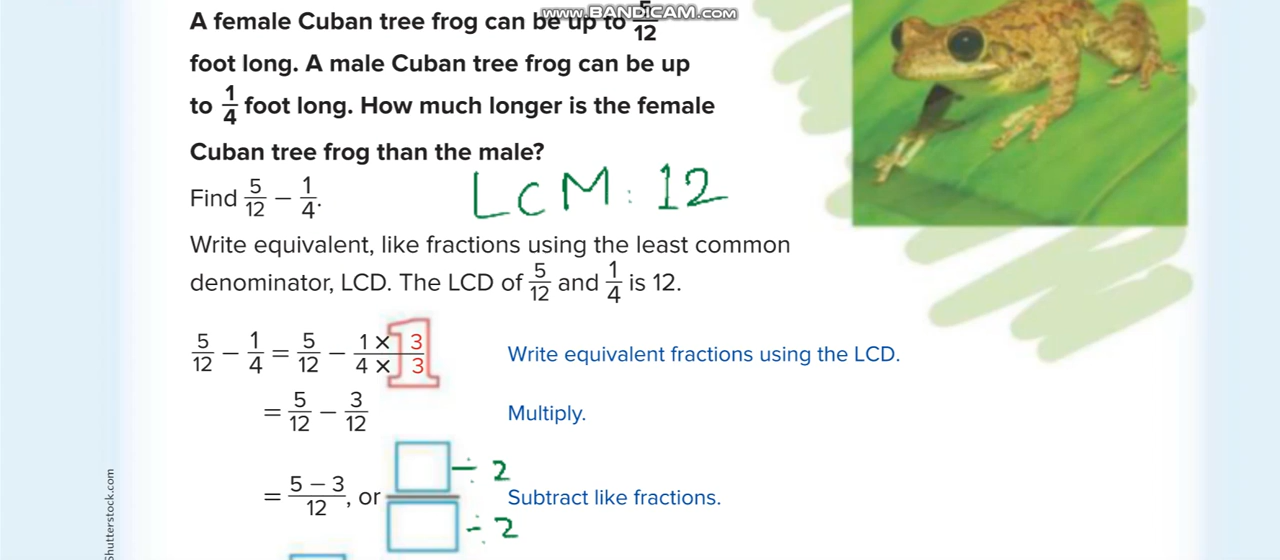 www.BANDICAM.com
A female Cuban tree frog can be up to 5/12
foot long. A male Cuban tree frog can be up
to 1/4 foot long. How much longer is the female
Cuban tree frog than the male?
Find 5/12 − 1/4.
LCM: 12
Write equivalent, like fractions using the least common
denominator, LCD. The LCD of 5/12 and 1/4 is 12.
5/12 − 1/4 = 5/12 − (1 × 3)/(4 × 3) Write equivalent fractions using the LCD.
1
= 5/12 − 3/12 Multiply.
= (5 − 3)/12, or □/□ Subtract like fractions.
÷ 2
÷ 2
hutterstock.com